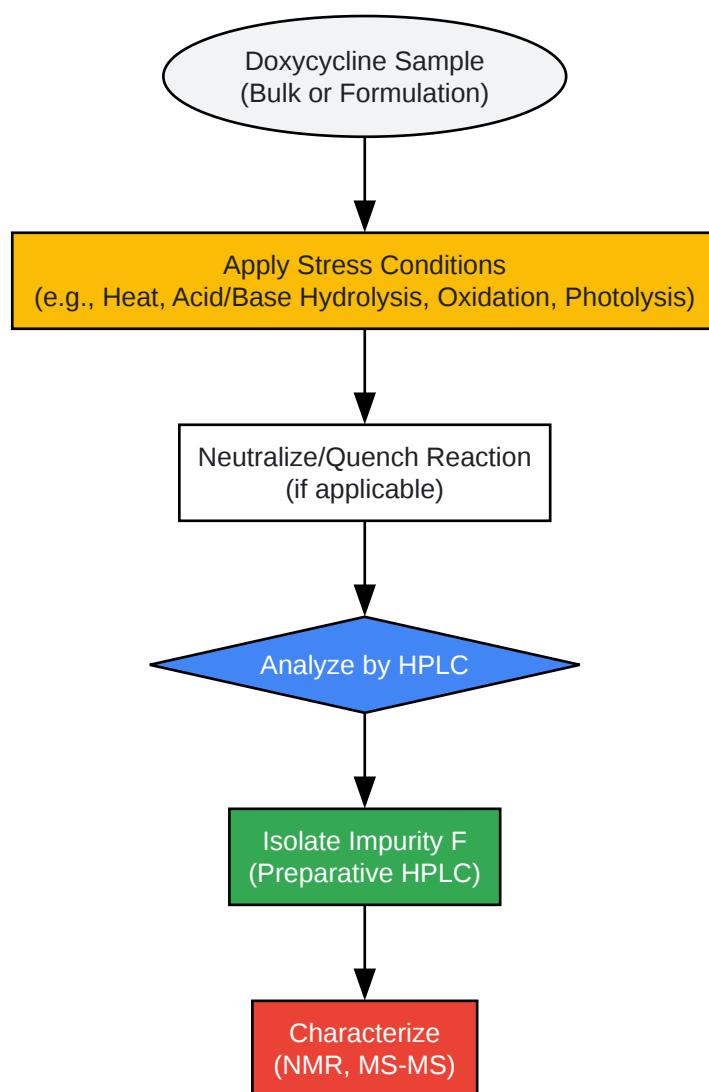 Doxycycline Sample
(Bulk or Formulation)
Apply Stress Conditions
(e.g., Heat, Acid/Base Hydrolysis, Oxidation, Photolysis)
Neutralize/Quench Reaction
(if applicable)
Analyze by HPLC
Isolate Impurity F
(Preparative HPLC)
Characterize
(NMR, MS-MS)